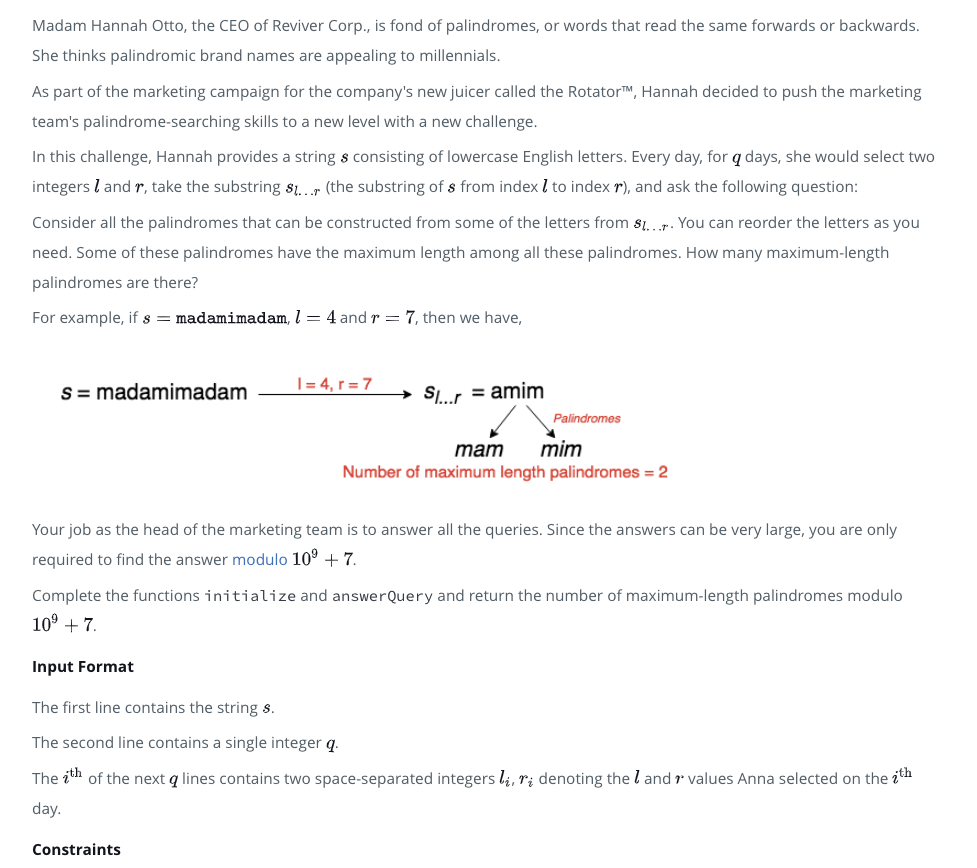 Madam Hannah Otto, the CEO of Reviver Corp., is fond of palindromes, or words that read the same forwards or backwards.
She thinks palindromic brand names are appealing to millennials.
As part of the marketing campaign for the company's new juicer called the Rotator™, Hannah decided to push the marketing
team's palindrome-searching skills to a new level with a new challenge.
In this challenge, Hannah provides a string s consisting of lowercase English letters. Every day, for q days, she would select two
integers l and r, take the substring s_{l...r} (the substring of s from index l to index r), and ask the following question:
Consider all the palindromes that can be constructed from some of the letters from s_{l...r}. You can reorder the letters as you
need. Some of these palindromes have the maximum length among all these palindromes. How many maximum-length
palindromes are there?
For example, if s = madamimadam, l = 4 and r = 7, then we have,
s = madamimadam
l = 4, r = 7
S_{l...r} = amim
Palindromes
mam mim
Number of maximum length palindromes = 2
Your job as the head of the marketing team is to answer all the queries. Since the answers can be very large, you are only
required to find the answer modulo 10^9 + 7.
Complete the functions initialize and answerQuery and return the number of maximum-length palindromes modulo
10^9 + 7.
Input Format
The first line contains the string s.
The second line contains a single integer q.
The i^th of the next q lines contains two space-separated integers l_i, r_i denoting the l and r values Anna selected on the i^th
day.
Constraints